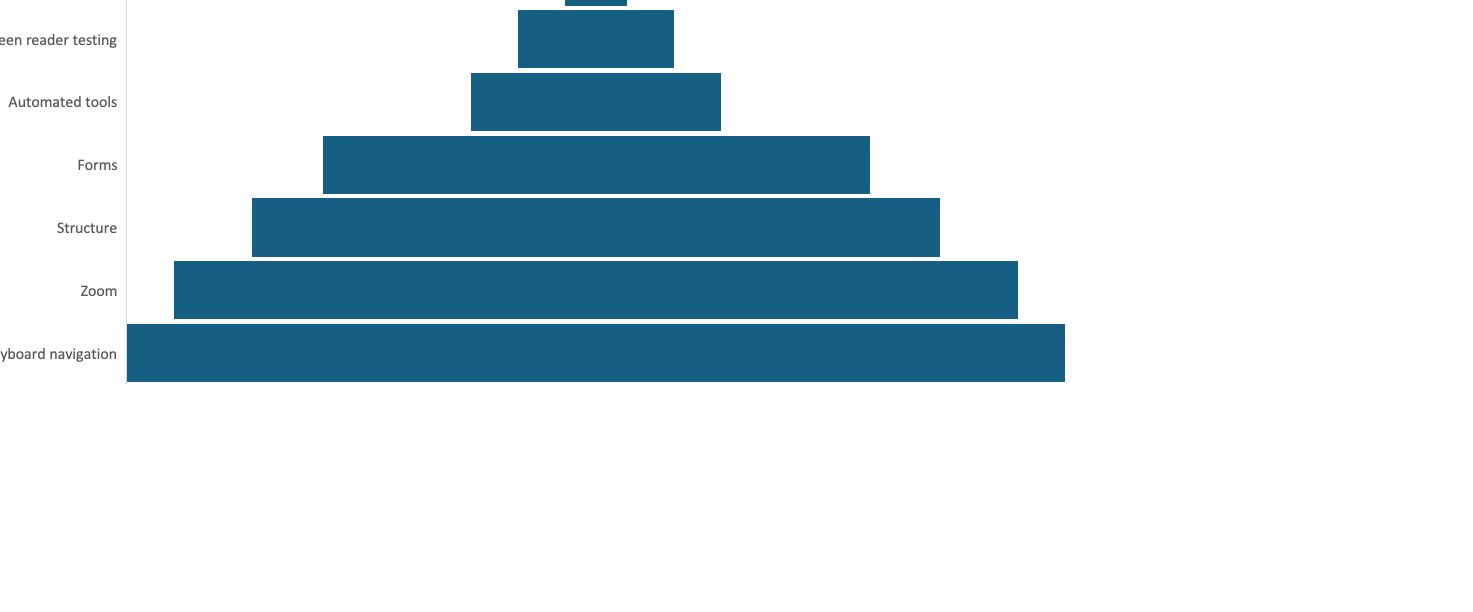 een reader testing
Automated tools
Forms
Structure
Zoom
yboard navigation